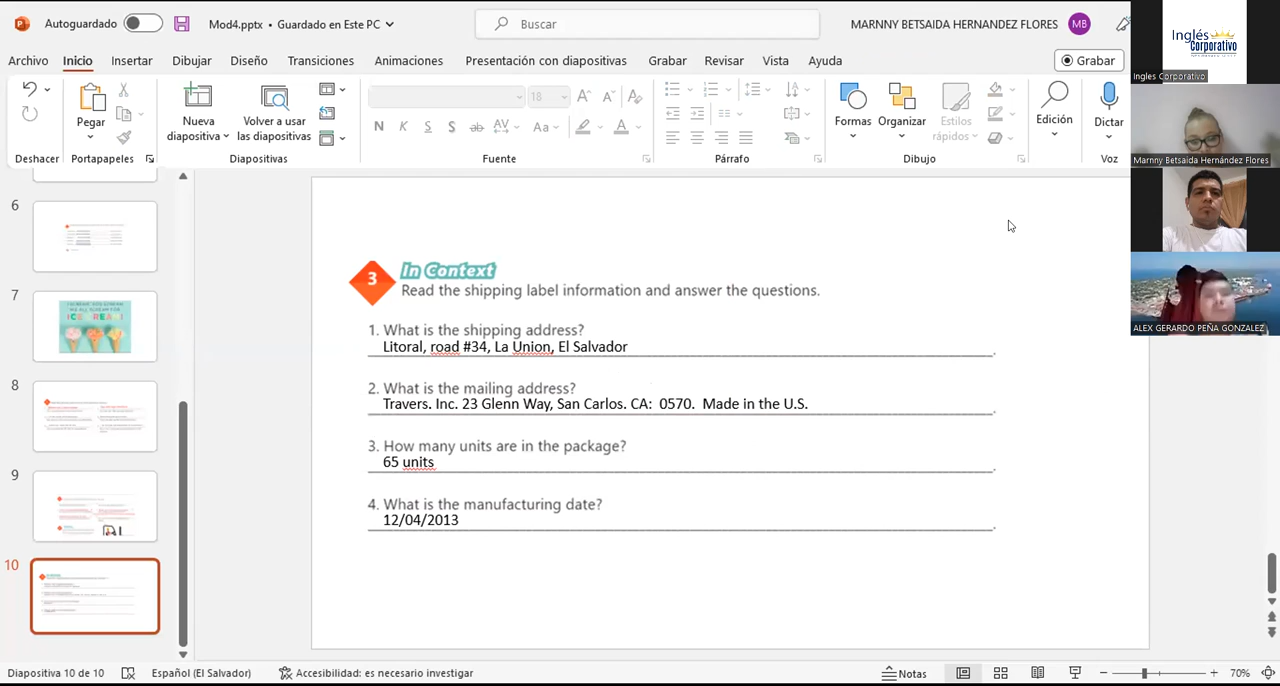 Autoguardado
Mod4.pptx • Guardado en Este PC
Buscar
MARNNY BETSAIDA HERNANDEZ FLORES
MB
Archivo Inicio Insertar Dibujar Diseño Transiciones Animaciones Presentación con diapositivas Grabar Revisar Vista Ayuda
Grabar
Pegar
Nueva diapositiva
Volver a usar las diapositivas
18
N K S S ab AV Aa A
Formas
Organizar
Estilos rápidos
Edición
Dictar
Deshacer Portapapeles Diapositivas Fuente Párrafo Dibujo Voz
Inglés Corporativo
Ingles Corporativo
Marnny Betsaida Hernández Flores
ALEX GERARDO PEÑA GONZALEZ
6
7
ICE CREAM!
8
9
10
3
In Context
Read the shipping label information and answer the questions.
1. What is the shipping address?
Litoral, road #34, La Union, El Salvador
2. What is the mailing address?
Travers. Inc. 23 Glenn Way, San Carlos. CA: 0570. Made in the U.S.
3. How many units are in the package?
65 units
4. What is the manufacturing date?
12/04/2013
Diapositiva 10 de 10
Español (El Salvador)
Accesibilidad: es necesario investigar
Notas
70%